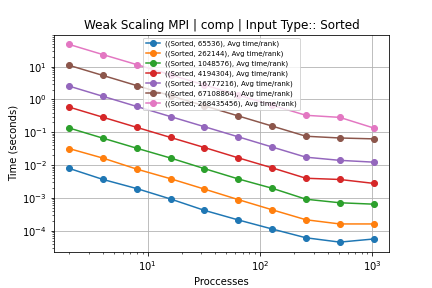 Weak Scaling MPI | comp | Input Type:: Sorted
((Sorted, 65536), Avg time/rank)
((Sorted, 262144), Avg time/rank)
((Sorted, 1048576), Avg time/rank)
((Sorted, 4194304), Avg time/rank)
((Sorted, 16777216), Avg time/rank)
((Sorted, 67108864), Avg time/rank)
((Sorted, 268435456), Avg time/rank)
Time (seconds)
10¹
10⁰
10⁻¹
10⁻²
10⁻³
10⁻⁴
10¹ 10² 10³
Proccesses